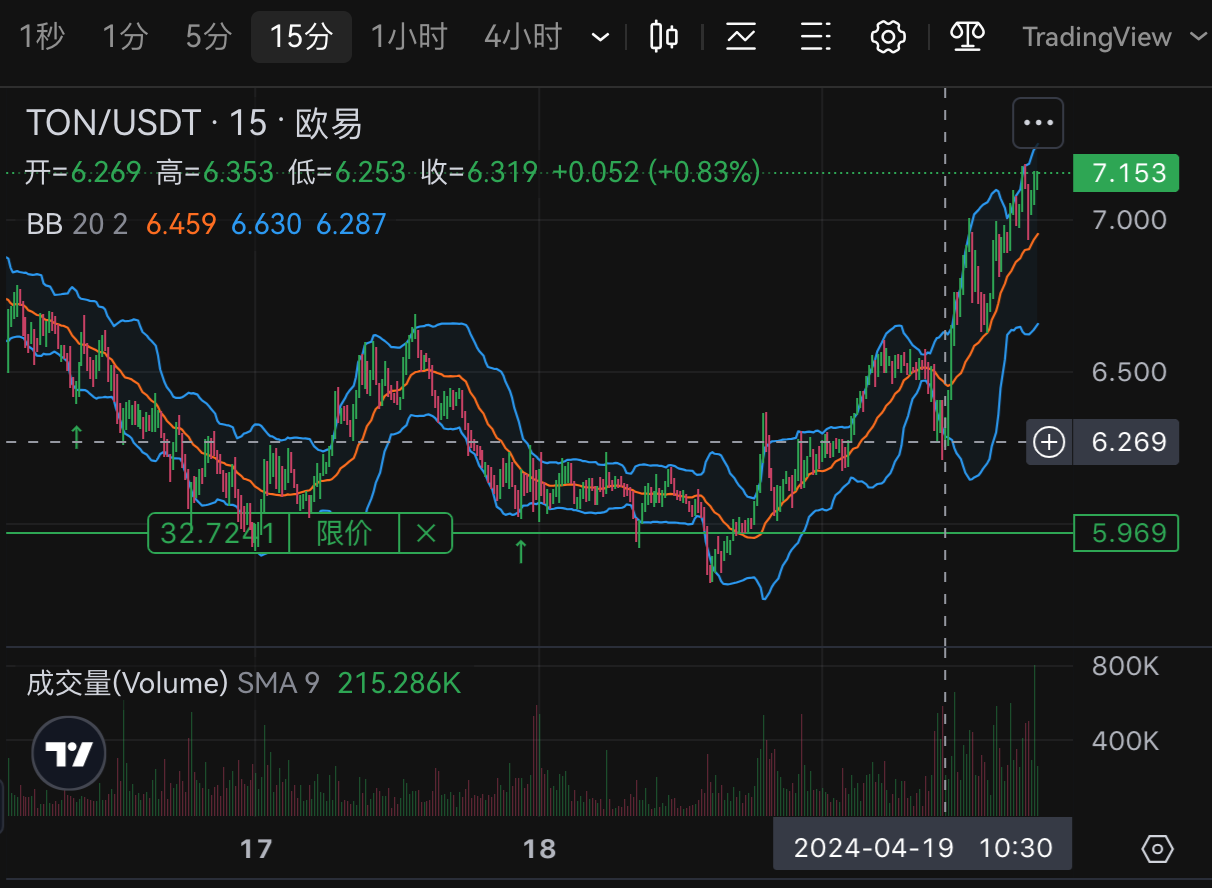 1秒 1分 5分 15分 1小时 4小时 TradingView
TON/USDT · 15 · 欧易
开=6.269 高=6.353 低=6.253 收=6.319 +0.052 (+0.83%)
7.153
7.000
BB 20 2 6.459 6.630 6.287
6.500
6.269
32.7241 限价
5.969
成交量(Volume) SMA 9 215.286K
800K
400K
17 18 2024-04-19 10:30